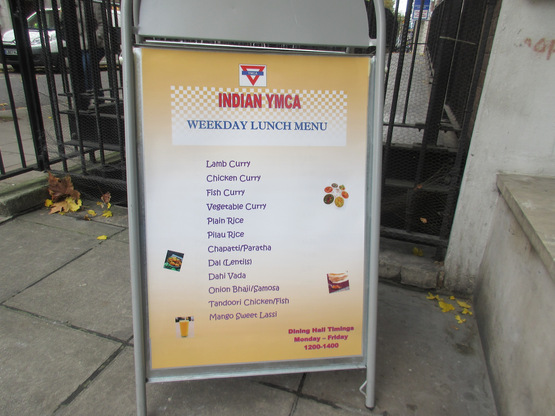 INDIAN YMCA
WEEKDAY LUNCH MENU
Lamb Curry
Chicken Curry
Fish Curry
Vegetable Curry
Plain Rice
Pilau Rice
Chapatti/Paratha
Dal (Lentils)
Dahi Vada
Onion Bhaji/Samosa
Tandoori Chicken/Fish
Mango Sweet Lassi
Dining Hall Timings
Monday - Friday
1200-1400